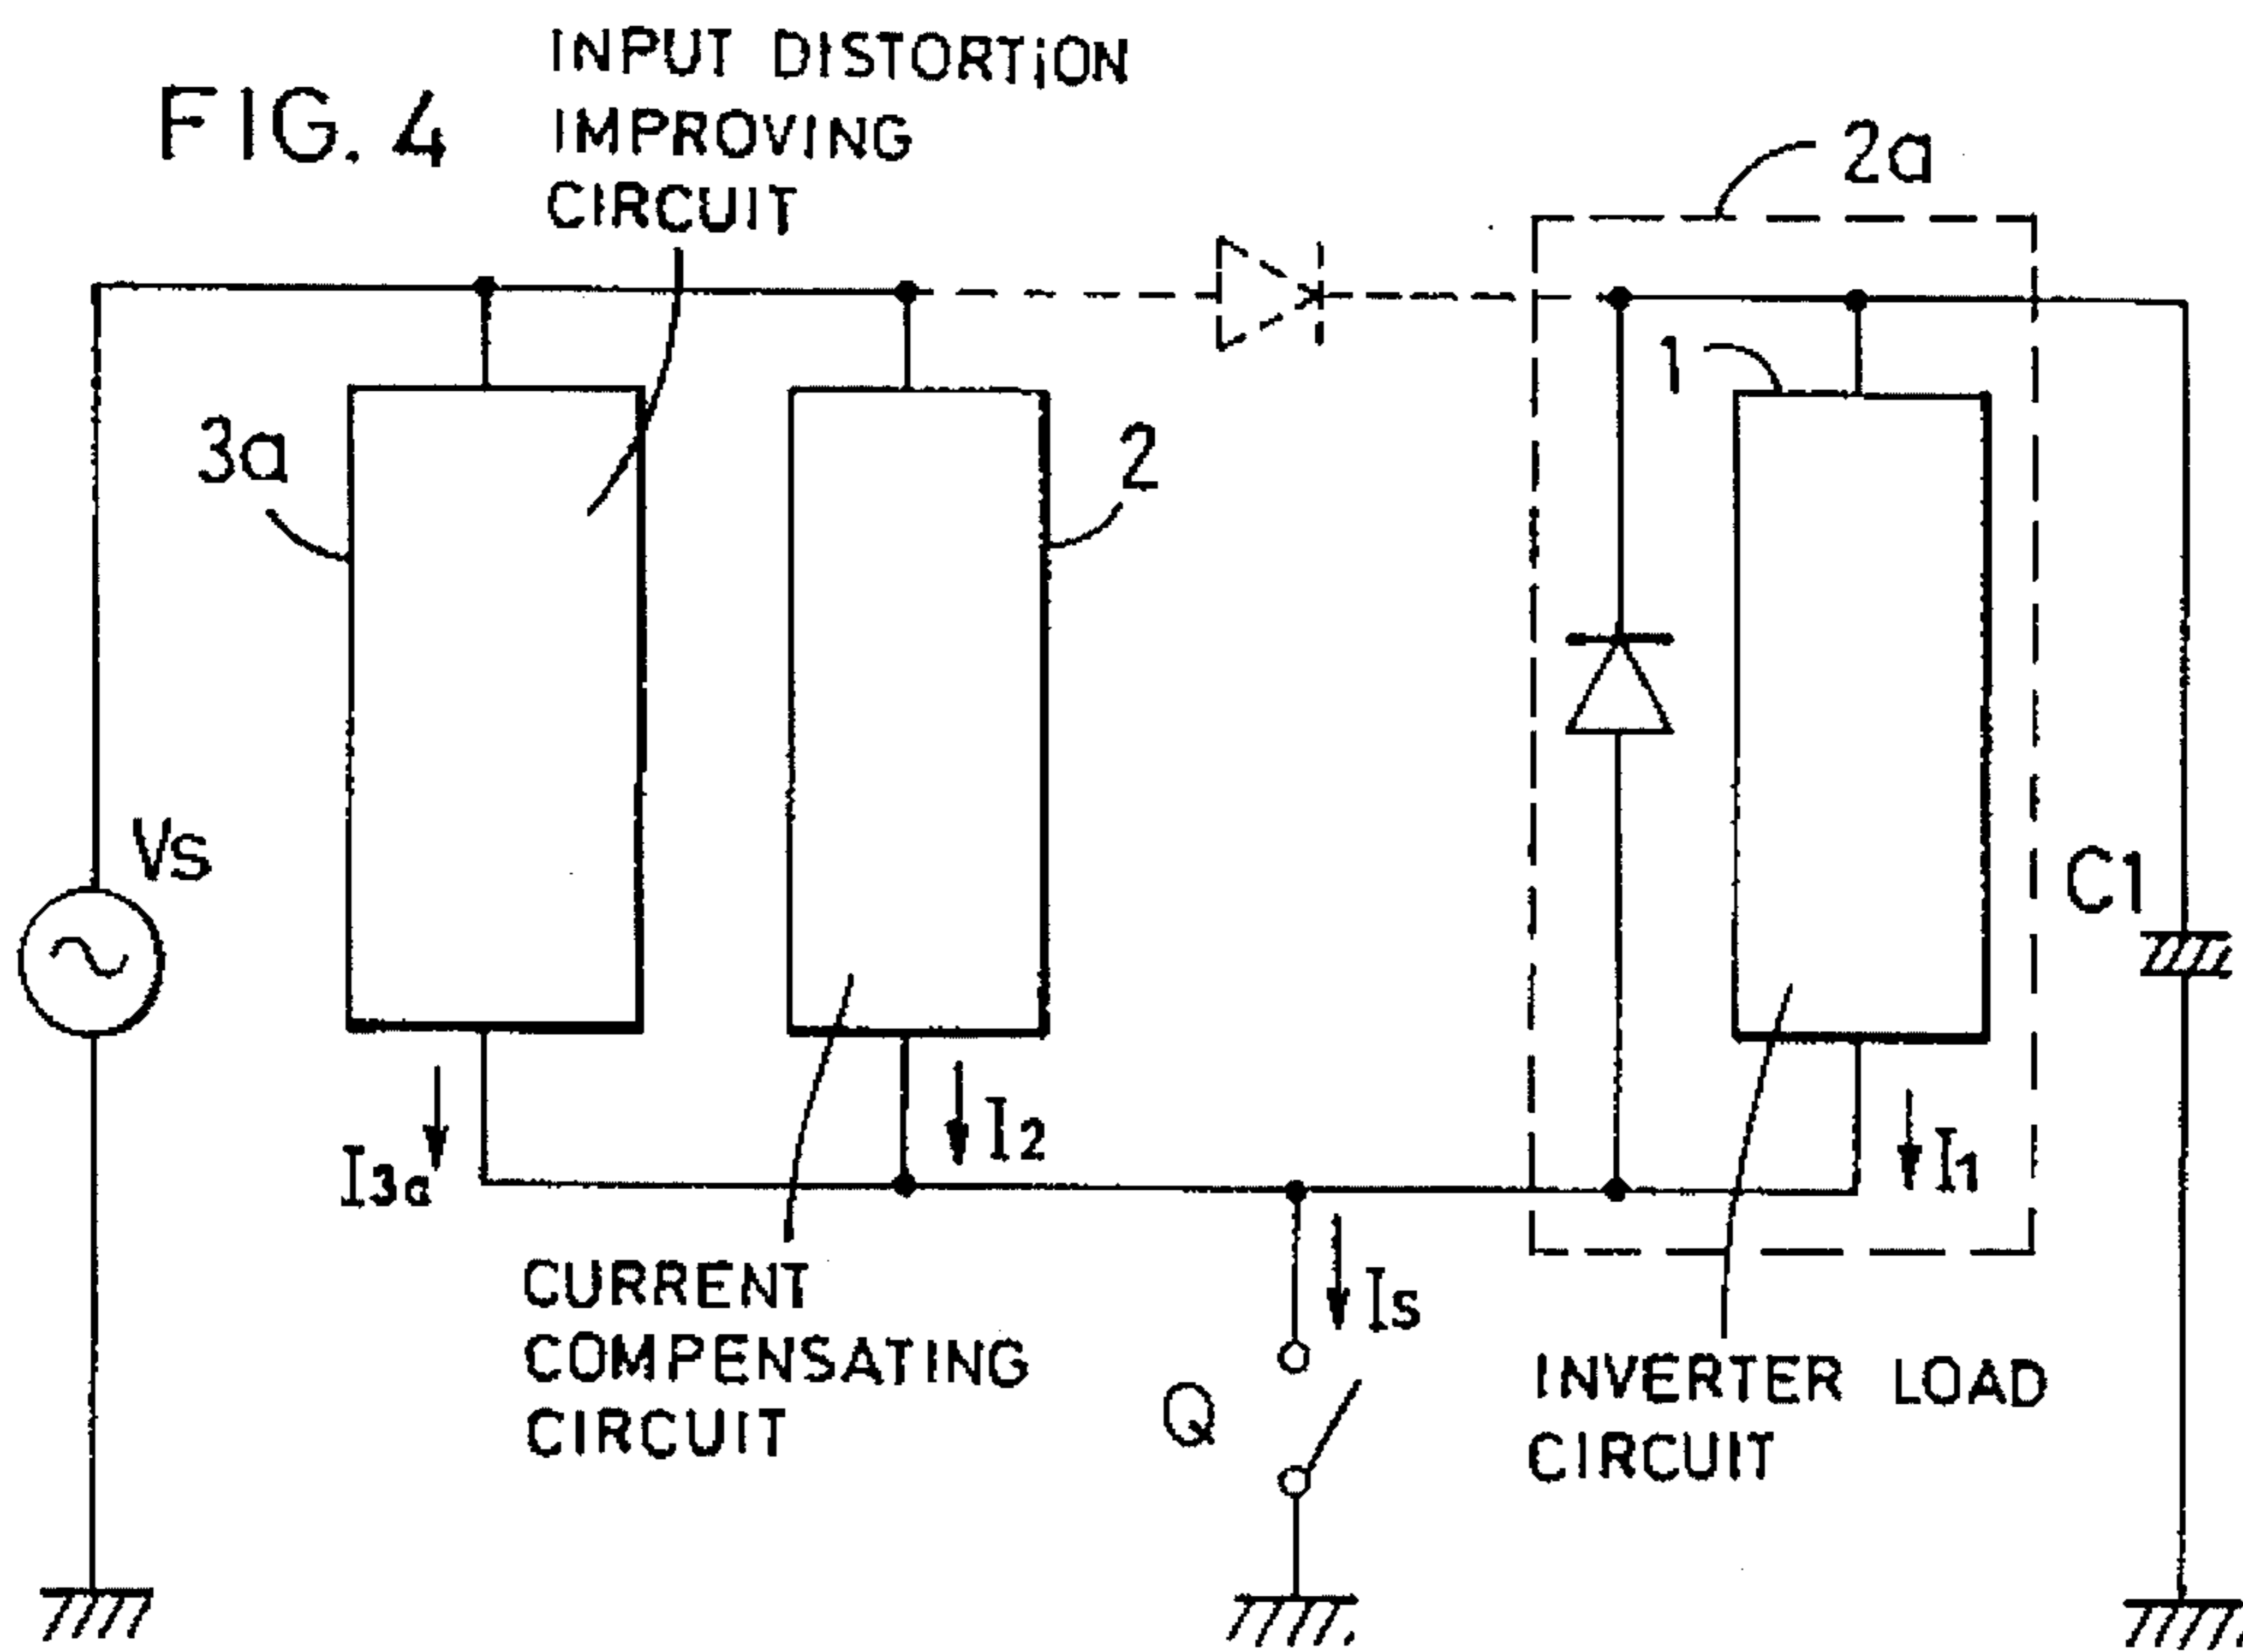 FIG. 4
INPUT DISTORTiON
IMPROVING
CIRCUIT
2a
1
3a
2
Vs
C1
I3a
I2
I1
Is
CURRENT
COMPENSATING
CIRCUIT
Q
INVERTER LOAD
CIRCUIT